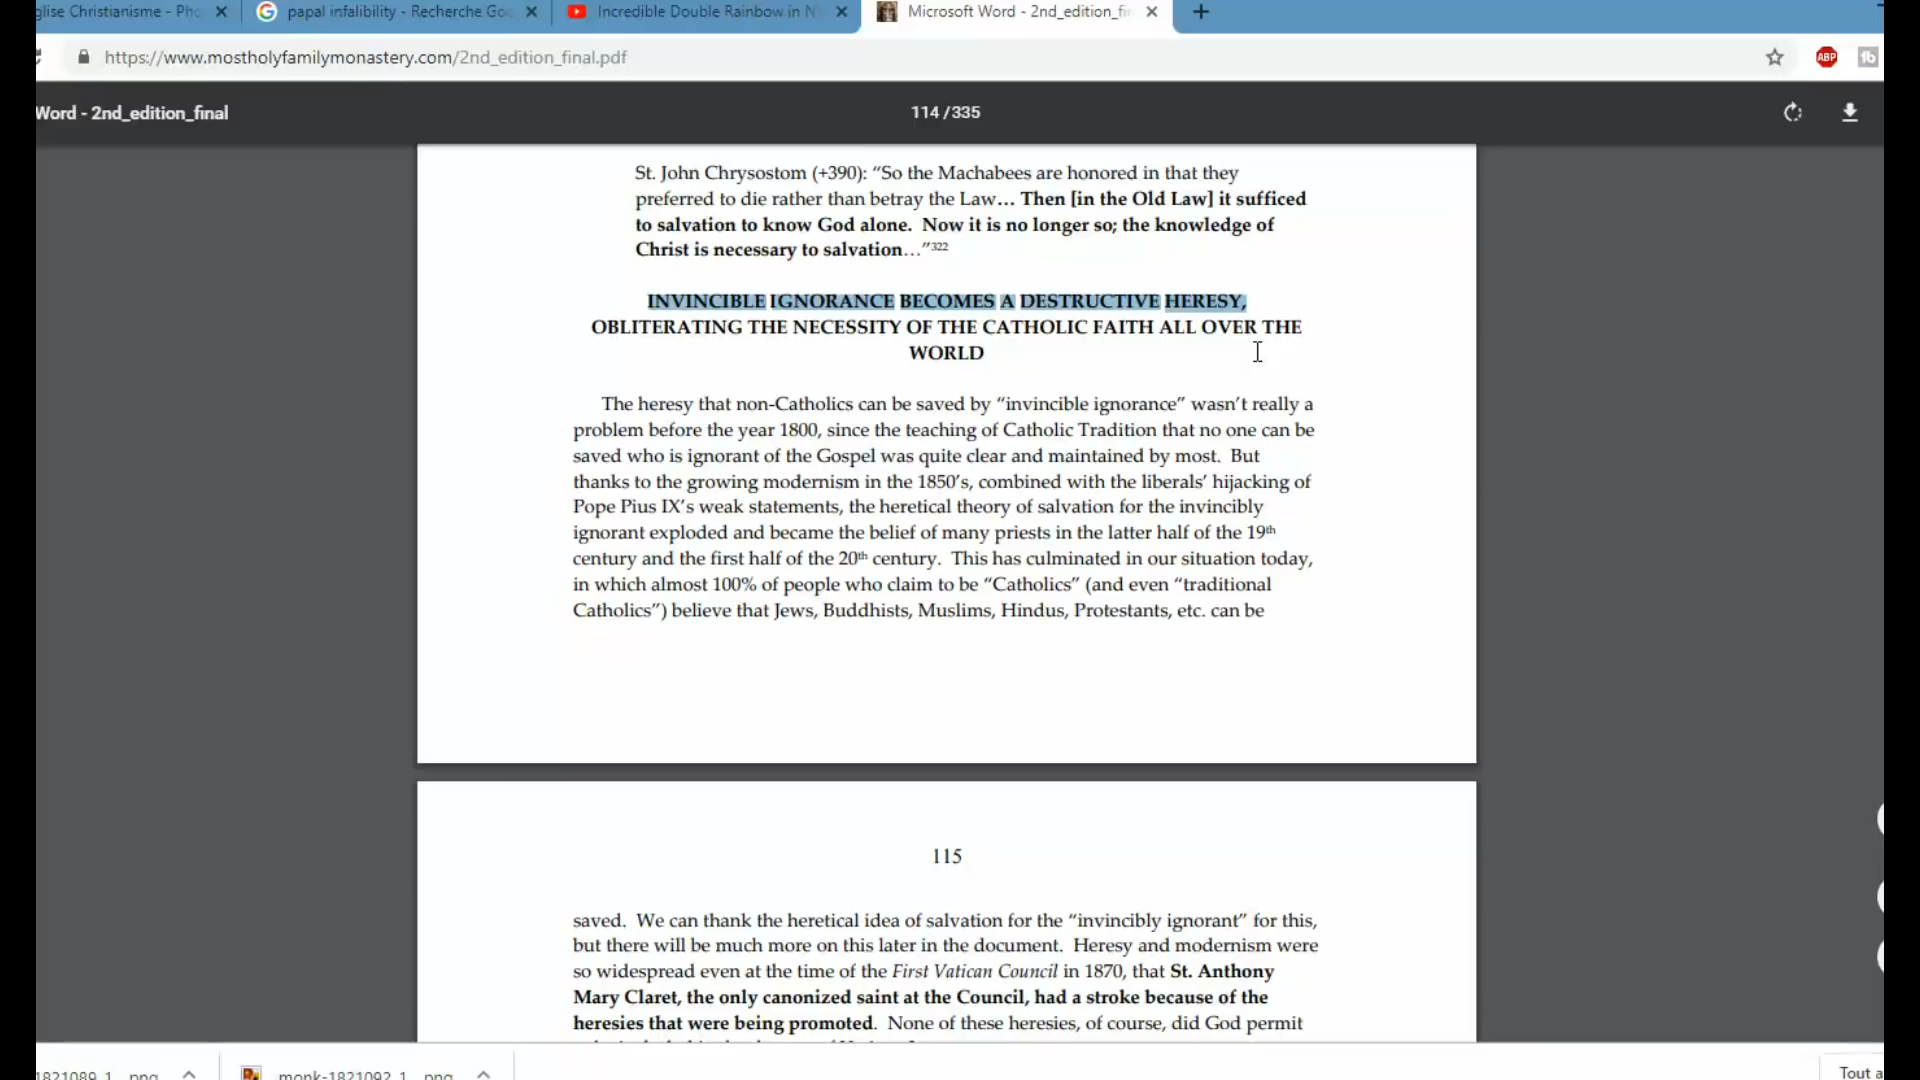 glise Christianisme - Pho
papal infalibility - Recherche Goo
Incredible Double Rainbow in N
Microsoft Word - 2nd_edition_fin
https://www.mostholyfamilymonastery.com/2nd_edition_final.pdf
ABP
Word - 2nd_edition_final
114 / 335
St. John Chrysostom (+390): “So the Machabees are honored in that they
preferred to die rather than betray the Law… Then [in the Old Law] it sufficed
to salvation to know God alone. Now it is no longer so; the knowledge of
Christ is necessary to salvation…”322
INVINCIBLE IGNORANCE BECOMES A DESTRUCTIVE HERESY,
OBLITERATING THE NECESSITY OF THE CATHOLIC FAITH ALL OVER THE
WORLD
The heresy that non-Catholics can be saved by “invincible ignorance” wasn’t really a
problem before the year 1800, since the teaching of Catholic Tradition that no one can be
saved who is ignorant of the Gospel was quite clear and maintained by most. But
thanks to the growing modernism in the 1850’s, combined with the liberals’ hijacking of
Pope Pius IX’s weak statements, the heretical theory of salvation for the invincibly
ignorant exploded and became the belief of many priests in the latter half of the 19th
century and the first half of the 20th century. This has culminated in our situation today,
in which almost 100% of people who claim to be “Catholics” (and even “traditional
Catholics”) believe that Jews, Buddhists, Muslims, Hindus, Protestants, etc. can be
115
saved. We can thank the heretical idea of salvation for the “invincibly ignorant” for this,
but there will be much more on this later in the document. Heresy and modernism were
so widespread even at the time of the First Vatican Council in 1870, that St. Anthony
Mary Claret, the only canonized saint at the Council, had a stroke because of the
heresies that were being promoted. None of these heresies, of course, did God permit
1821089_1__.png
monk-1821092_1__.png
Tout a